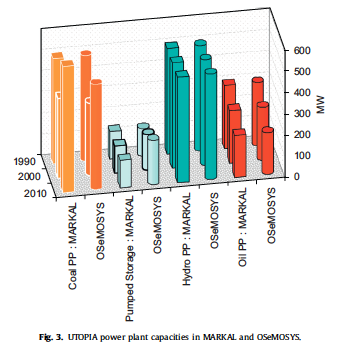 600
500
400
300
200
100
0
MW
1990
2000
2010
Coal PP : MARKAL
OSeMOSYS
Pumped Storage : MARKAL
OSeMOSYS
Hydro PP : MARKAL
OSeMOSYS
Oil PP : MARKAL
OSeMOSYS
Fig. 3. UTOPIA power plant capacities in MARKAL and OSeMOSYS.